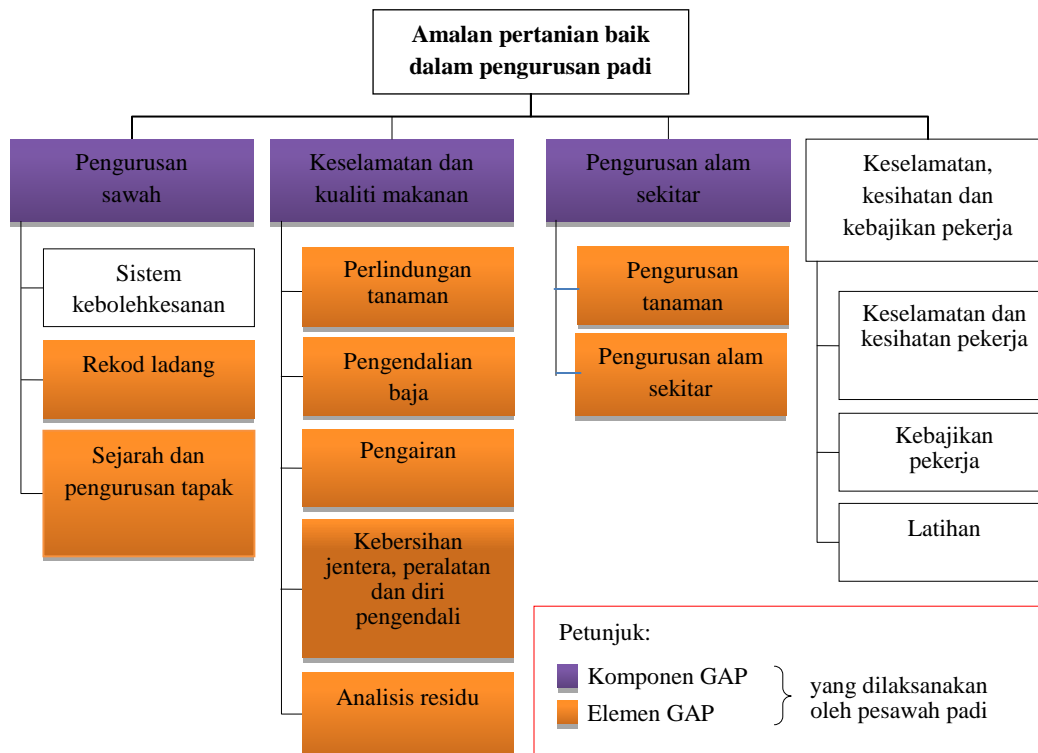 Amalan pertanian baik
dalam pengurusan padi
Pengurusan
sawah
Sistem
kebolehkesanan
Rekod ladang
Sejarah dan
pengurusan tapak
Keselamatan dan
kualiti makanan
Perlindungan
tanaman
Pengendalian
baja
Pengairan
Kebersihan
jentera, peralatan
dan diri
pengendali
Analisis residu
Pengurusan alam
sekitar
Pengurusan
tanaman
Pengurusan alam
sekitar
Keselamatan,
kesihatan dan
kebajikan pekerja
Keselamatan dan
kesihatan pekerja
Kebajikan
pekerja
Latihan
Petunjuk:
Komponen GAP
Elemen GAP
yang dilaksanakan
oleh pesawah padi